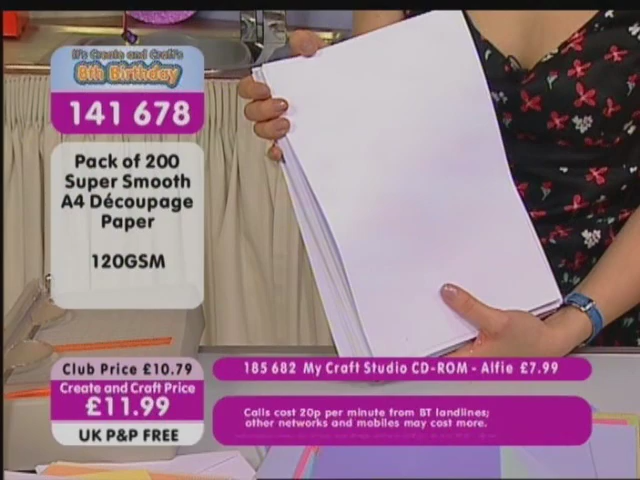 It's Create and Craft's
8th Birthday
141 678
Pack of 200
Super Smooth
A4 Découpage
Paper
120GSM
Club Price £10.79
Create and Craft Price
£11.99
UK P&P FREE
185 682 My Craft Studio CD-ROM - Alfie £7.99
Calls cost 20p per minute from BT landlines;
other networks and mobiles may cost more.